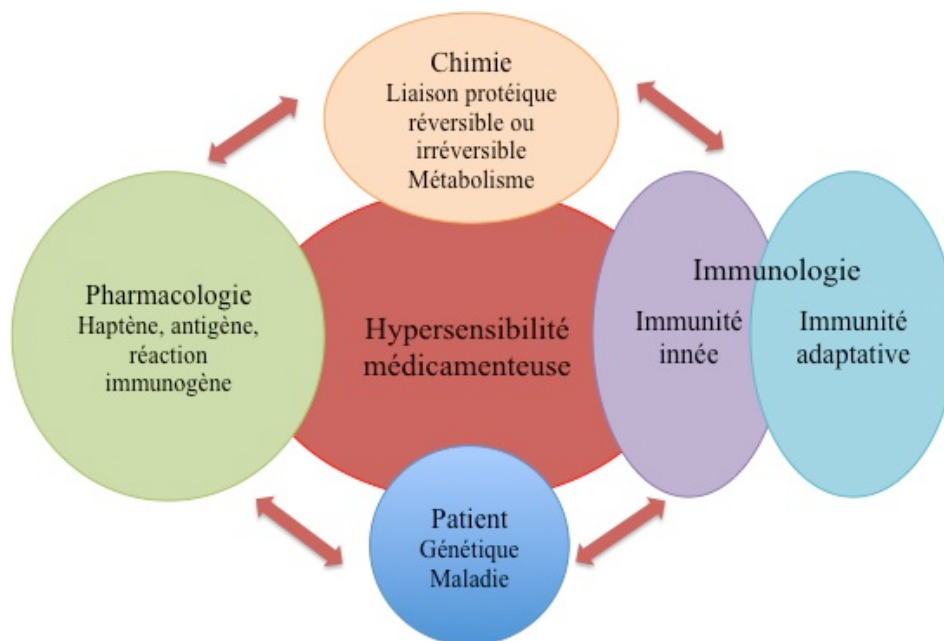 Chimie
Liaison protéique
réversible ou
irréversible
Métabolisme
Pharmacologie
Haptène, antigène,
réaction
immunogène
Hypersensibilité
médicamenteuse
Immunologie
Immunité
innée
Immunité
adaptative
Patient
Génétique
Maladie